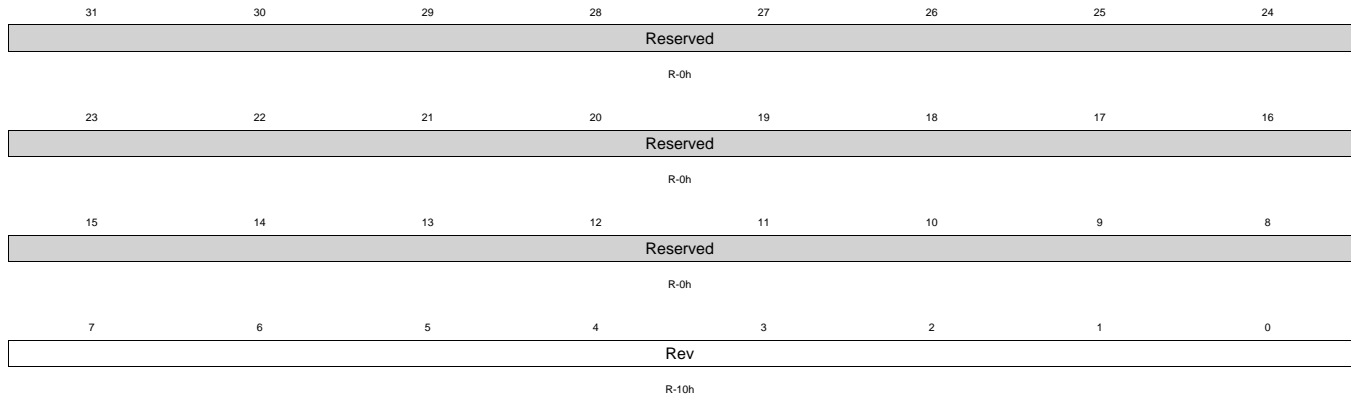 31 30 29 28 27 26 25 24
Reserved
R-0h
23 22 21 20 19 18 17 16
Reserved
R-0h
15 14 13 12 11 10 9 8
Reserved
R-0h
7 6 5 4 3 2 1 0
Rev
R-10h